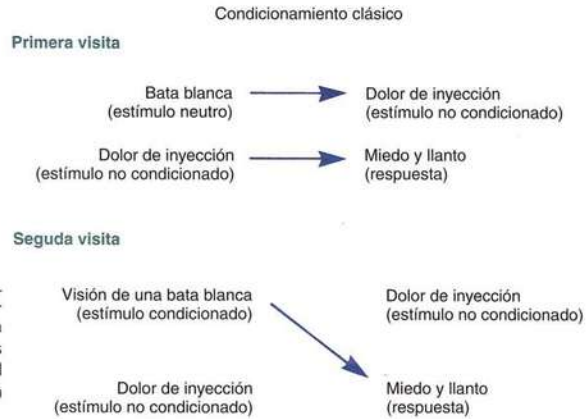 Condicionamiento clásico
Primera visita
Bata blanca
(estímulo neutro)
Dolor de inyección
(estímulo no condicionado)
Dolor de inyección
(estímulo no condicionado)
Miedo y llanto
(respuesta)
Seguda visita
Visión de una bata blanca
(estímulo condicionado)
Dolor de inyección
(estímulo no condicionado)
Dolor de inyección
(estímulo no condicionado)
Miedo y llanto
(respuesta)